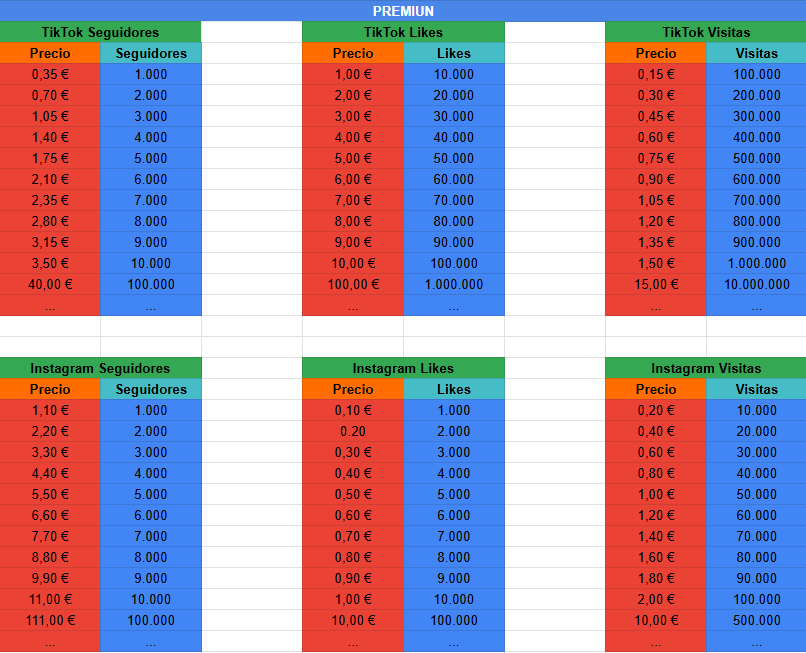 PREMIUN
TikTok Seguidores TikTok Likes TikTok Visitas
Precio Seguidores Precio Likes Precio Visitas
0,35 € 1.000 1,00 € 10.000 0,15 € 100.000
0,70 € 2.000 2,00 € 20.000 0,30 € 200.000
1,05 € 3.000 3,00 € 30.000 0,45 € 300.000
1,40 € 4.000 4,00 € 40.000 0,60 € 400.000
1,75 € 5.000 5,00 € 50.000 0,75 € 500.000
2,10 € 6.000 6,00 € 60.000 0,90 € 600.000
2,35 € 7.000 7,00 € 70.000 1,05 € 700.000
2,80 € 8.000 8,00 € 80.000 1,20 € 800.000
3,15 € 9.000 9,00 € 90.000 1,35 € 900.000
3,50 € 10.000 10,00 € 100.000 1,50 € 1.000.000
40,00 € 100.000 100,00 € 1.000.000 15,00 € 10.000.000
... ... ... ... ... ...
Instagram Seguidores Instagram Likes Instagram Visitas
Precio Seguidores Precio Likes Precio Visitas
1,10 € 1.000 0,10 € 1.000 0,20 € 10.000
2,20 € 2.000 0.20 2.000 0,40 € 20.000
3,30 € 3.000 0,30 € 3.000 0,60 € 30.000
4,40 € 4.000 0,40 € 4.000 0,80 € 40.000
5,50 € 5.000 0,50 € 5.000 1,00 € 50.000
6,60 € 6.000 0,60 € 6.000 1,20 € 60.000
7,70 € 7.000 0,70 € 7.000 1,40 € 70.000
8,80 € 8.000 0,80 € 8.000 1,60 € 80.000
9,90 € 9.000 0,90 € 9.000 1,80 € 90.000
11,00 € 10.000 1,00 € 10.000 2,00 € 100.000
111,00 € 100.000 10,00 € 100.000 10,00 € 500.000
... ... ... ... ... ...